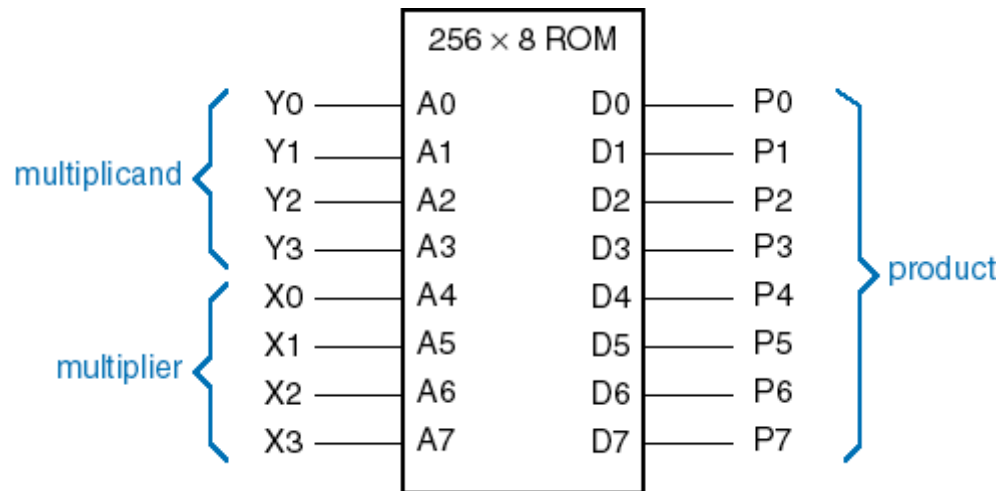 256 × 8 ROM
Y0 A0 D0 P0
Y1 A1 D1 P1
multiplicand
Y2 A2 D2 P2
Y3 A3 D3 P3
product
X0 A4 D4 P4
X1 A5 D5 P5
multiplier
X2 A6 D6 P6
X3 A7 D7 P7